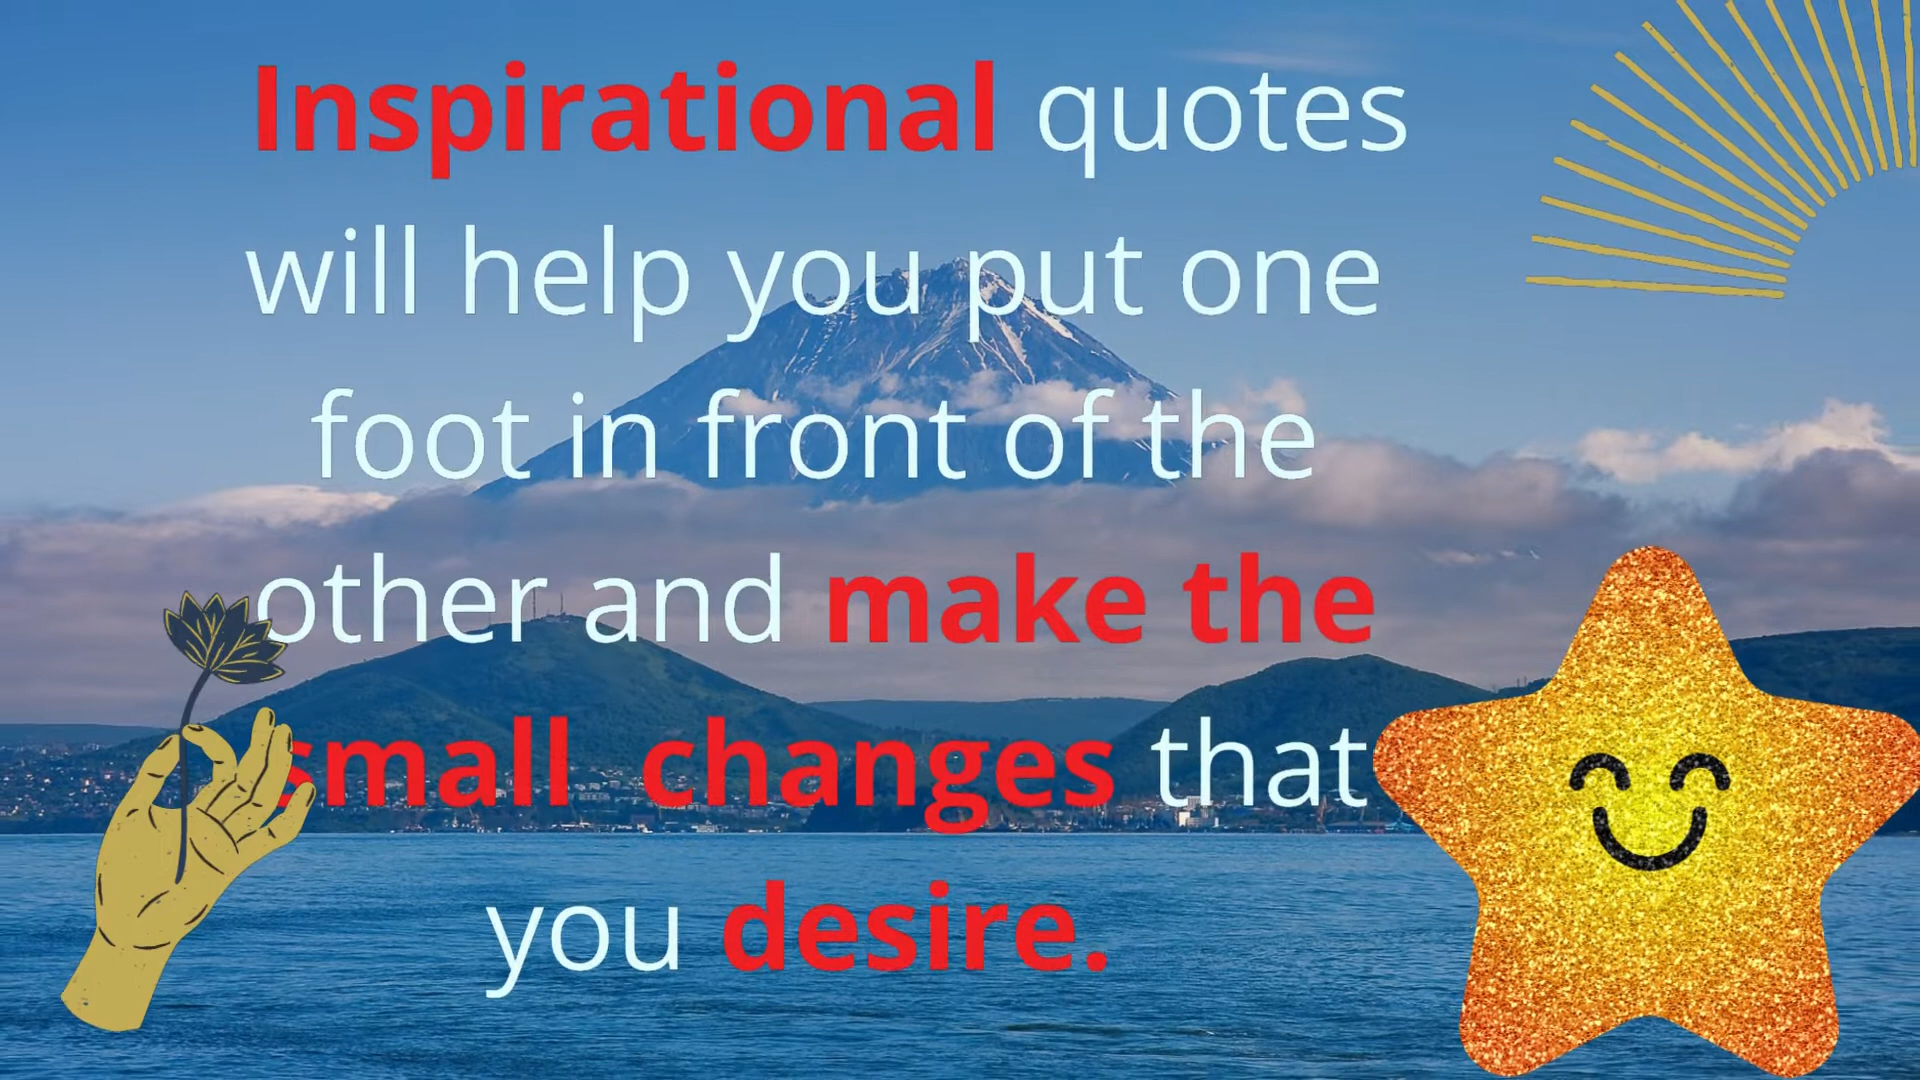 Inspirational quotes
will help you put one
foot in front of the
other and make the
small changes that
you desire.